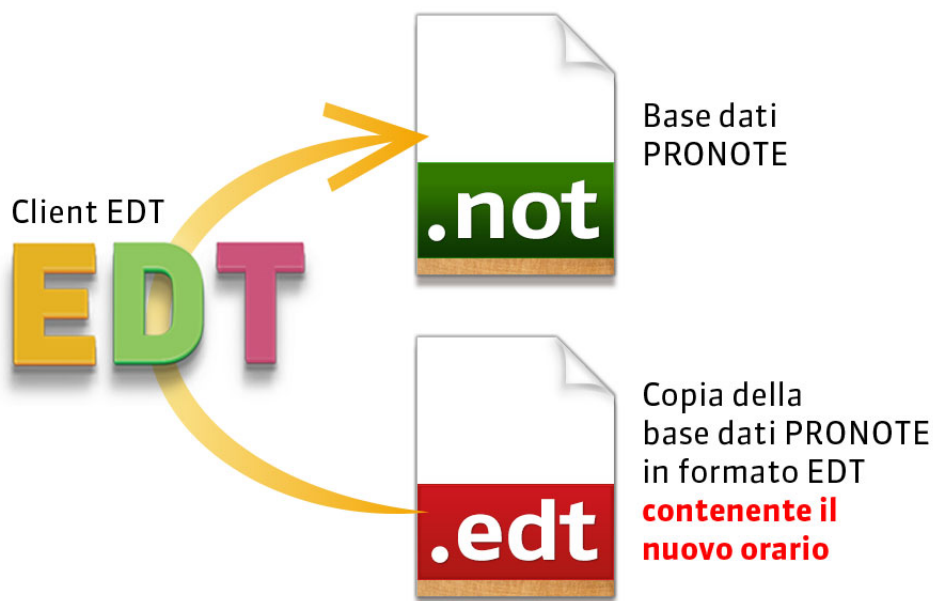 Base dati
PRONOTE
.not
Client EDT
EDT
Copia della
base dati PRONOTE
in formato EDT
contenente il
nuovo orario
.edt